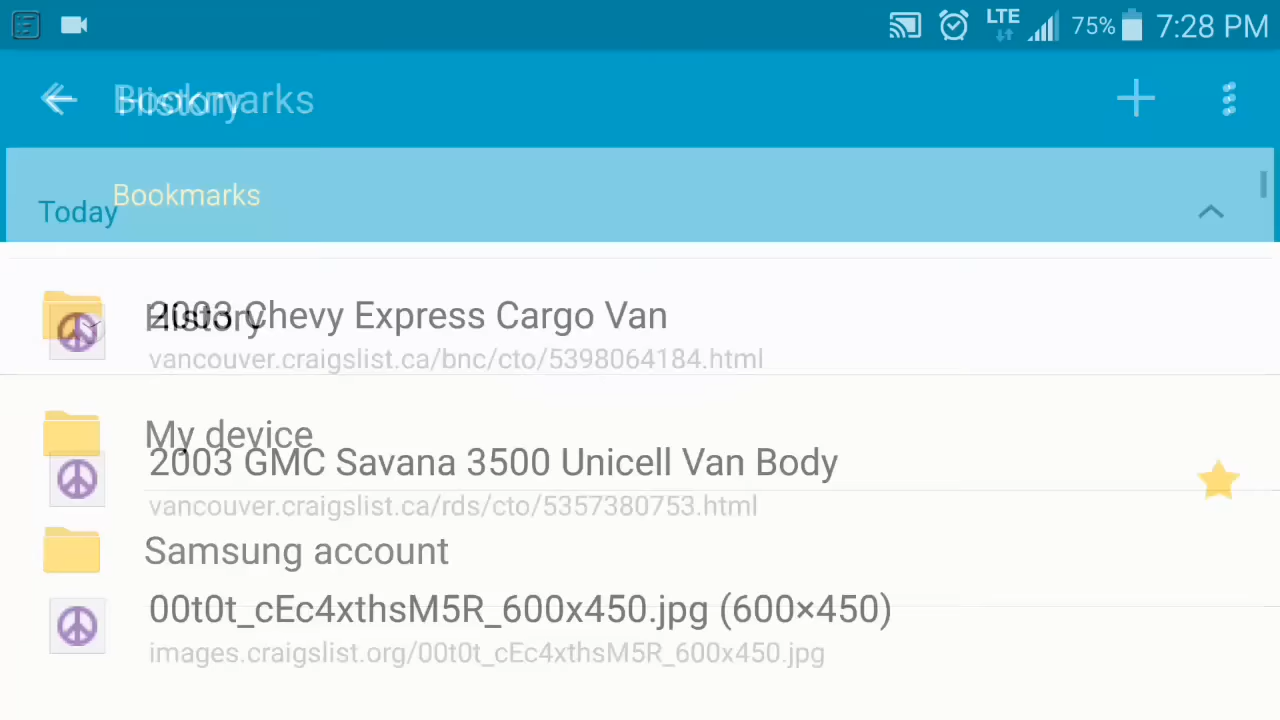 LTE 75% 7:28 PM
Bookmarks
History
Bookmarks
Today
History
2003 Chevy Express Cargo Van
vancouver.craigslist.ca/bnc/cto/5398064184.html
My device
2003 GMC Savana 3500 Unicell Van Body
vancouver.craigslist.ca/rds/cto/5357380753.html
Samsung account
00t0t_cEc4xthsM5R_600x450.jpg (600×450)
images.craigslist.org/00t0t_cEc4xthsM5R_600x450.jpg